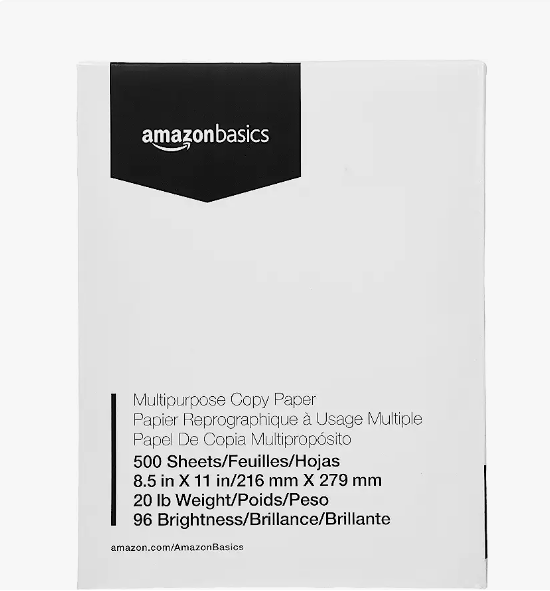 amazonbasics
Multipurpose Copy Paper
Papier Reprographique à Usage Multiple
Papel De Copia Multipropósito
500 Sheets/Feuilles/Hojas
8.5 in X 11 in/216 mm X 279 mm
20 lb Weight/Poids/Peso
96 Brightness/Brillance/Brillante
amazon.com/AmazonBasics